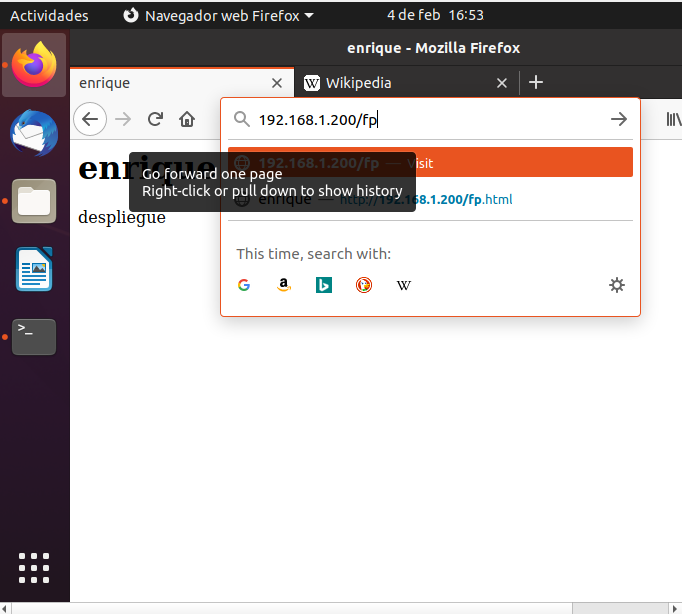 Actividades Navegador web Firefox 4 de feb 16:53
enrique - Mozilla Firefox
enrique Wikipedia
192.168.1.200/fp
enrique
192.168.1.200/fp — Visit
Go forward one page
Right-click or pull down to show history
enrique — http://192.168.1.200/fp.html
despliegue
This time, search with: